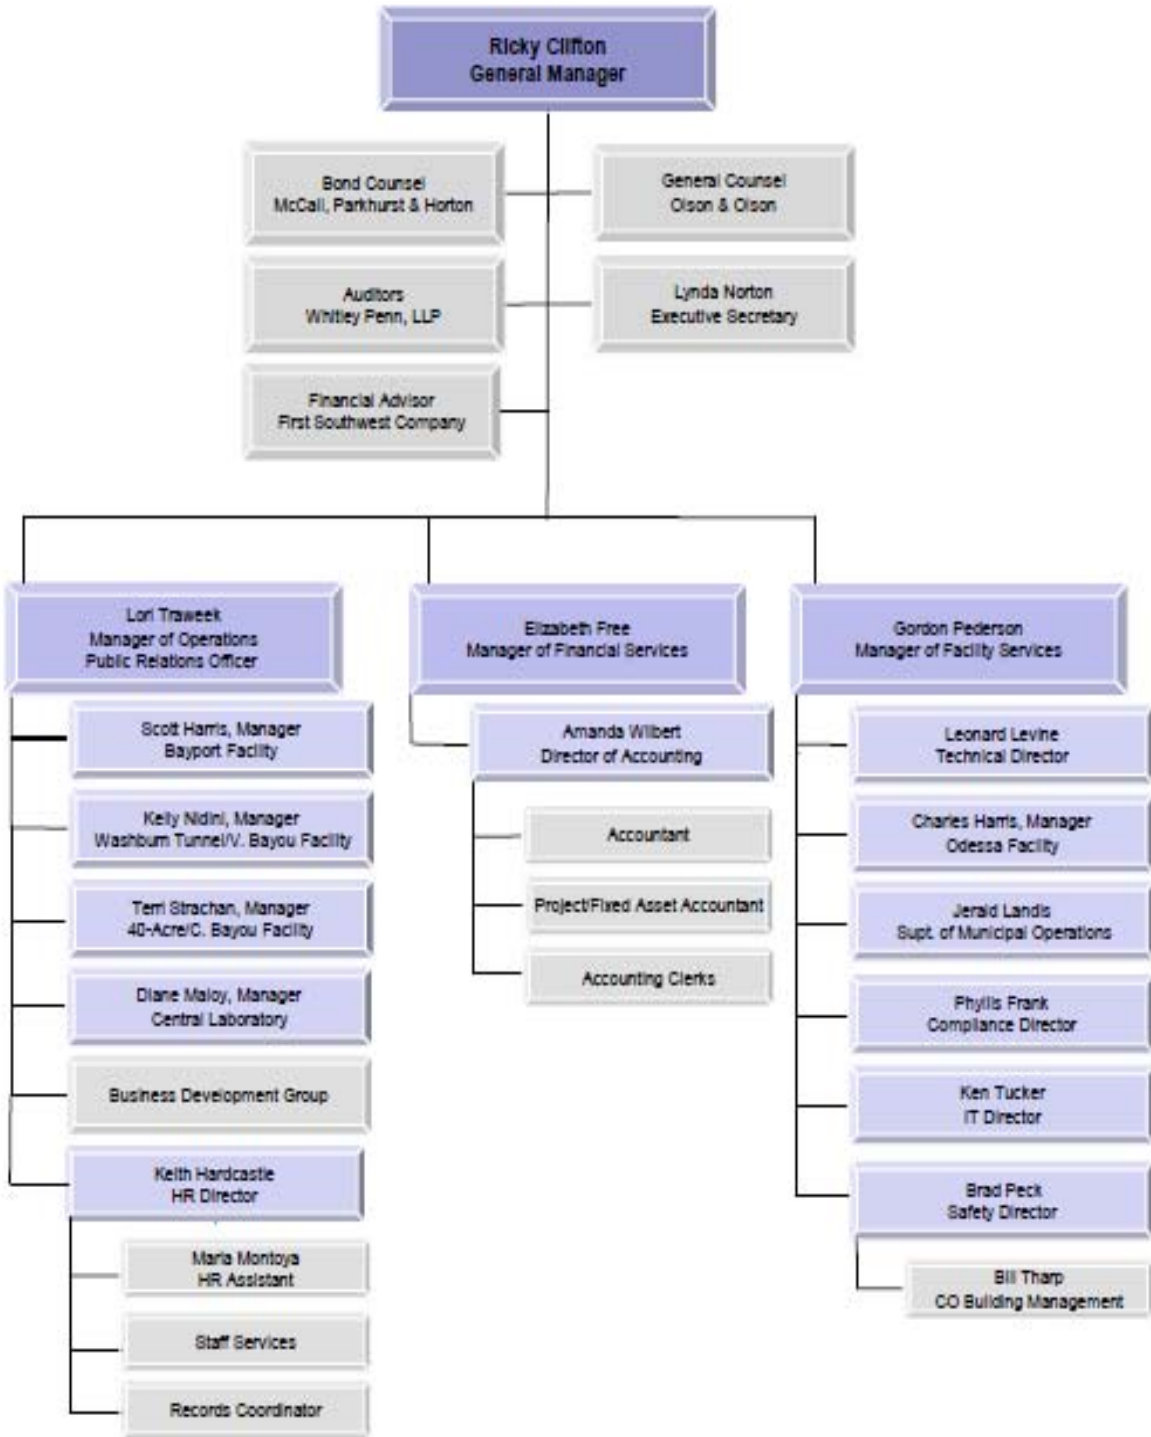 Ricky Clifton
General Manager
Bond Counsel
McCall, Parkhurst & Horton
General Counsel
Olson & Olson
Auditors
Whitley Penn, LLP
Lynda Norton
Executive Secretary
Financial Advisor
First Southwest Company
Lori Traweek
Manager of Operations
Public Relations Officer
Scott Harris, Manager
Bayport Facility
Kelly Nidini, Manager
Washburn Tunnel/V. Bayou Facility
Terri Strachan, Manager
40-Acre/C. Bayou Facility
Diane Maloy, Manager
Central Laboratory
Business Development Group
Keith Hardcastle
HR Director
Maria Montoya
HR Assistant
Staff Services
Records Coordinator
Elizabeth Free
Manager of Financial Services
Amanda Wilbert
Director of Accounting
Accountant
Project/Fixed Asset Accountant
Accounting Clerks
Gordon Pederson
Manager of Facility Services
Leonard Levine
Technical Director
Charles Harris, Manager
Odessa Facility
Jerald Landis
Supt. of Municipal Operations
Phyllis Frank
Compliance Director
Ken Tucker
IT Director
Brad Peck
Safety Director
Bill Tharp
CO Building Management